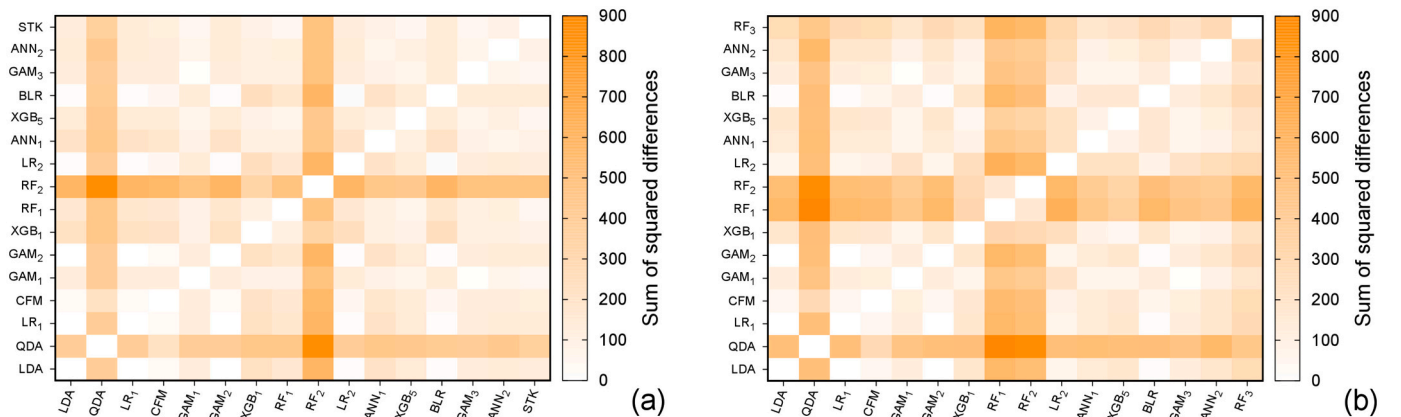 STK
ANN2
GAM3
BLR
XGB5
ANN1
LR2
RF2
RF1
XGB1
GAM2
GAM1
CFM
LR1
QDA
LDA
LDA QDA LR1 CFM GAM1 GAM2 XGB1 RF1 RF2 LR2 ANN1 XGB5 BLR GAM3 ANN2 STK
900
800
700
600
500
400
300
200
100
0
Sum of squared differences
(a)
RF3
ANN2
GAM3
BLR
XGB5
ANN1
LR2
RF2
RF1
XGB1
GAM2
GAM1
CFM
LR1
QDA
LDA
LDA QDA LR1 CFM GAM1 GAM2 XGB1 RF1 RF2 LR2 ANN1 XGB5 BLR GAM3 ANN2 RF3
900
800
700
600
500
400
300
200
100
0
Sum of squared differences
(b)